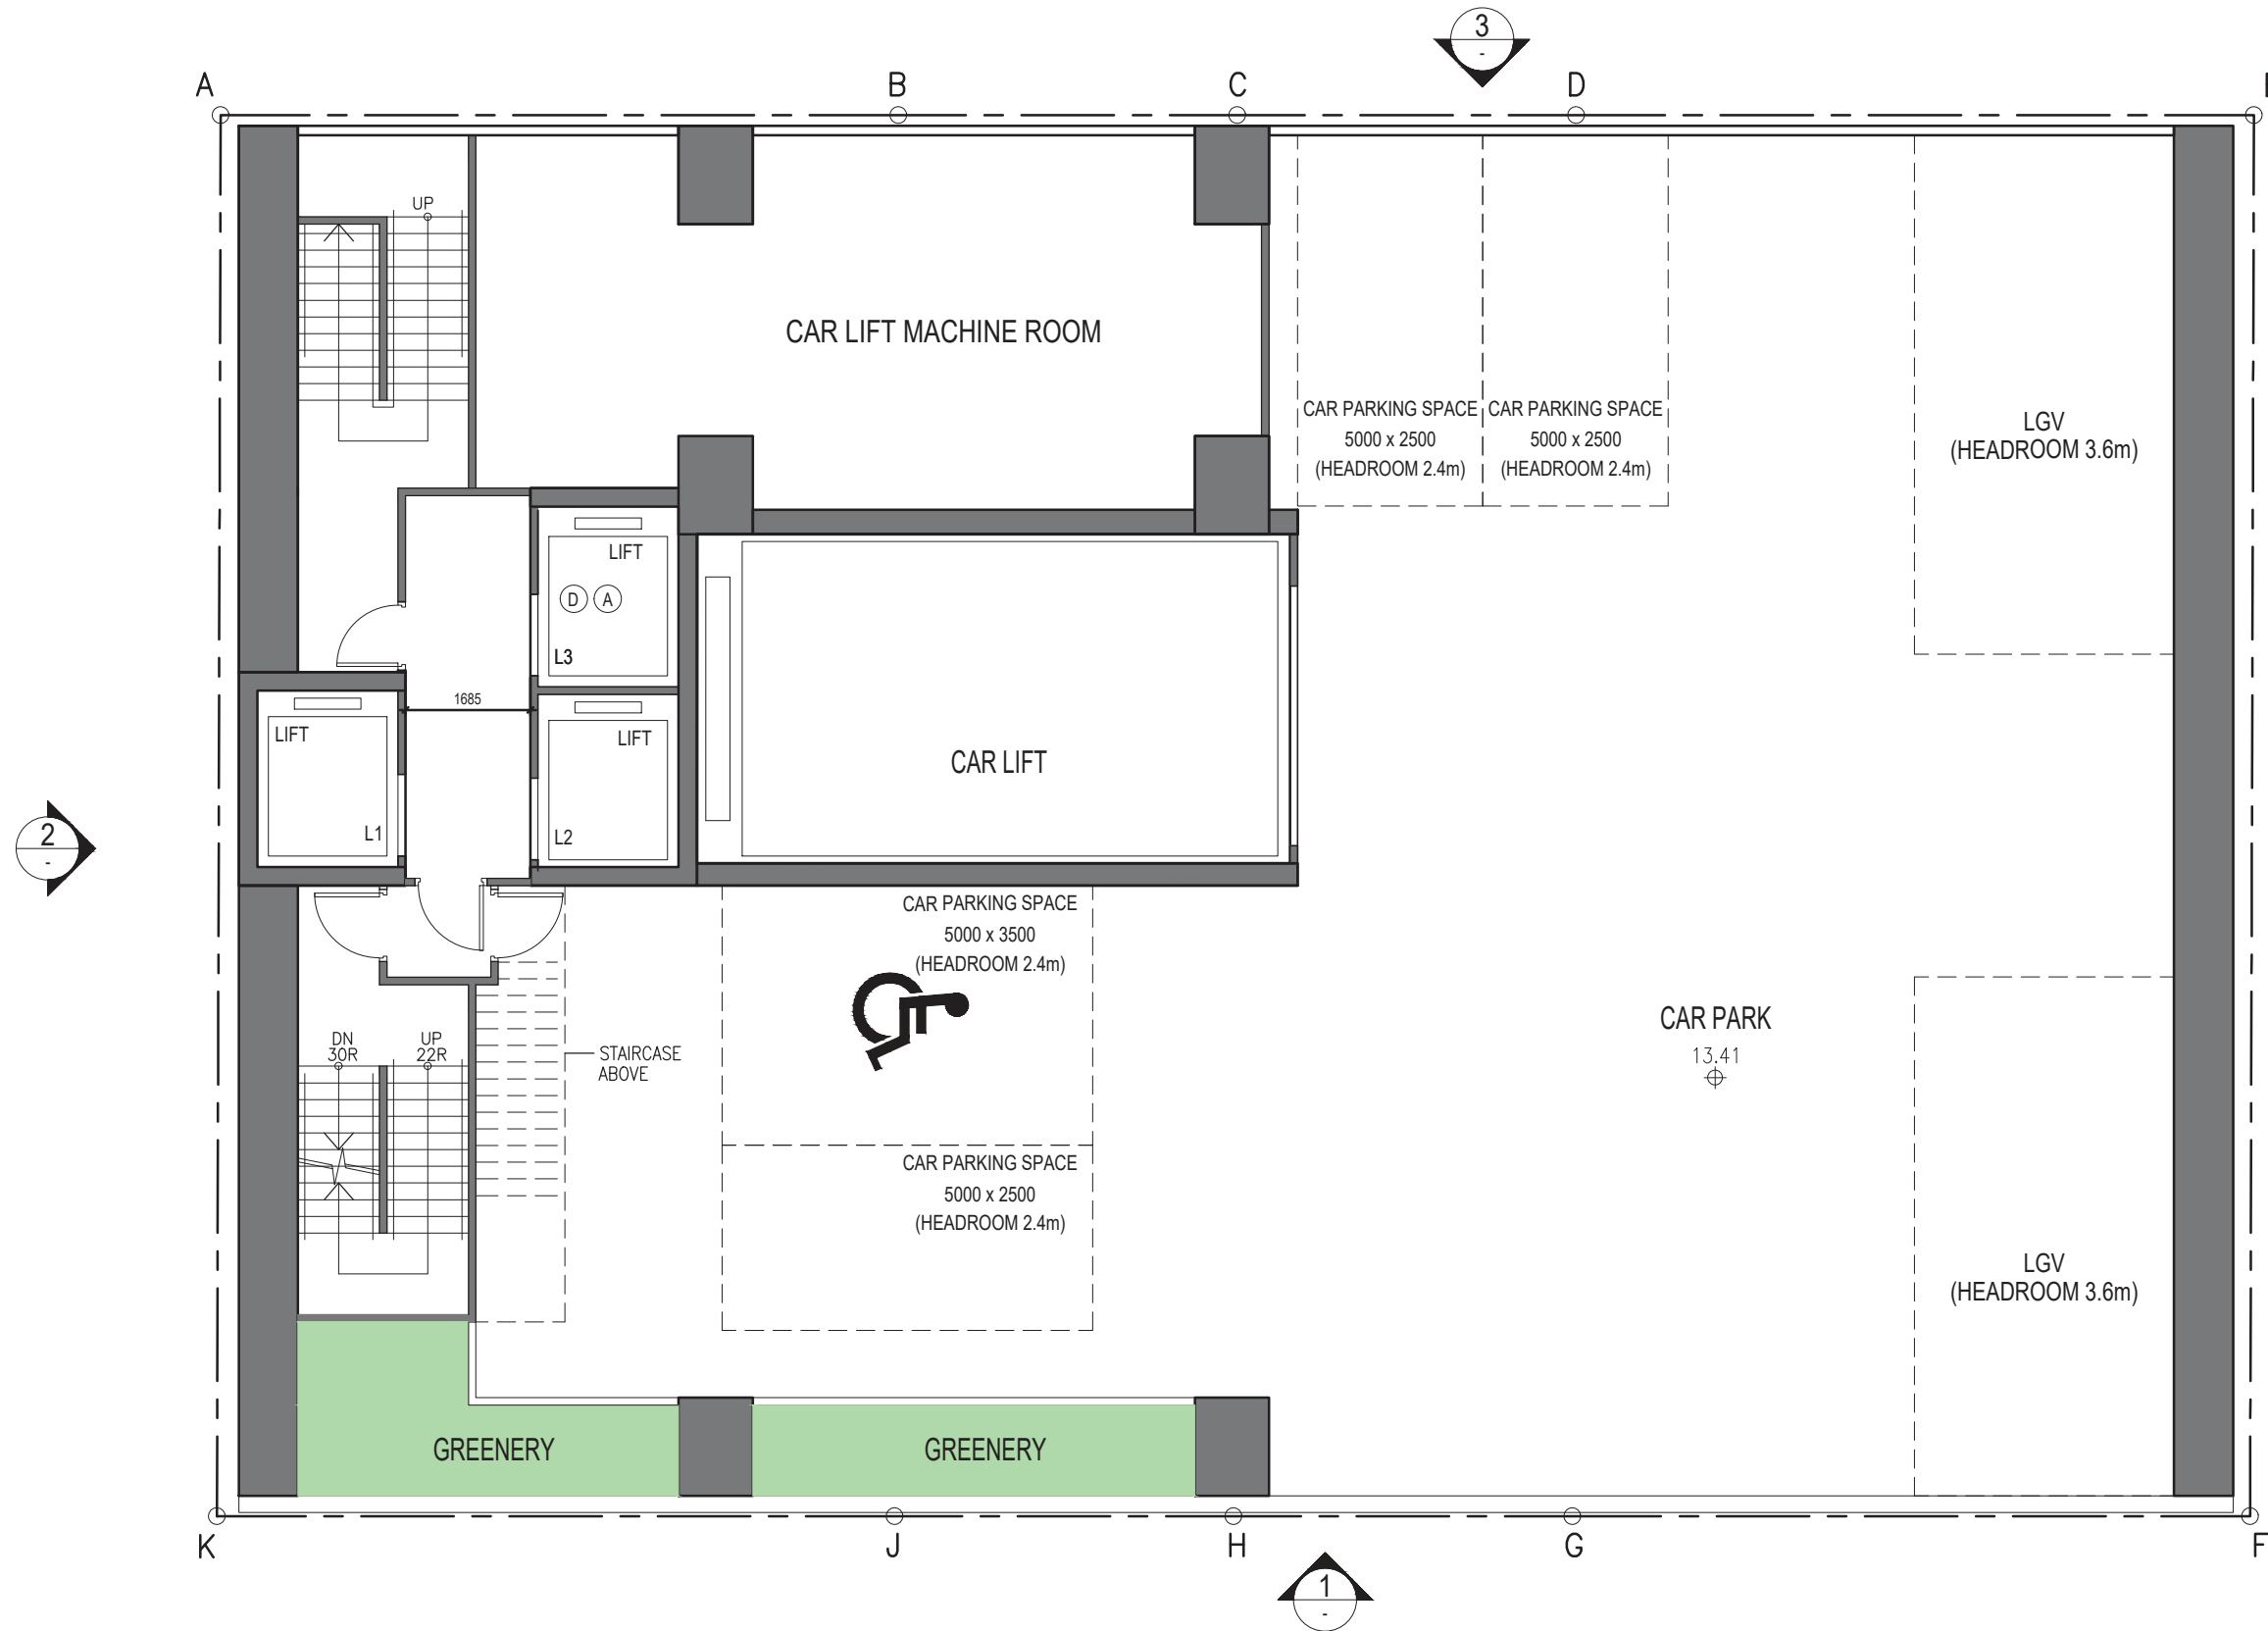 3
-
A
B
C
D
UP
CAR LIFT MACHINE ROOM
CAR PARKING SPACE
5000 x 2500
(HEADROOM 2.4m)
CAR PARKING SPACE
5000 x 2500
(HEADROOM 2.4m)
LGV
(HEADROOM 3.6m)
LIFT
D A
L3
1685
LIFT
L1
LIFT
L2
CAR LIFT
2
-
CAR PARKING SPACE
5000 x 3500
(HEADROOM 2.4m)
CAR PARK
13.41
DN
30R
UP
22R
STAIRCASE
ABOVE
CAR PARKING SPACE
5000 x 2500
(HEADROOM 2.4m)
LGV
(HEADROOM 3.6m)
GREENERY
GREENERY
K
J
H
G
F
1
-